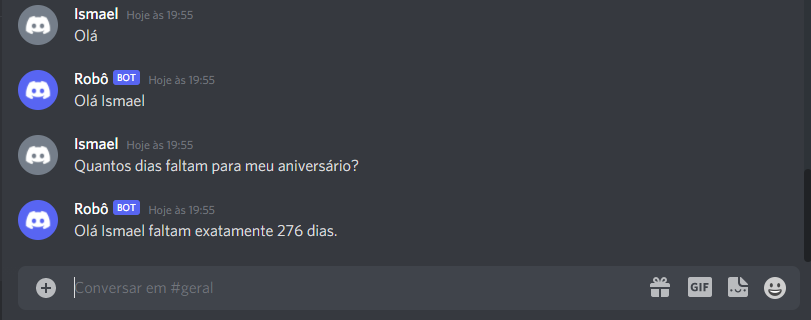 Ismael Hoje às 19:55
Olá
Robô BOT Hoje às 19:55
Olá Ismael
Ismael Hoje às 19:55
Quantos dias faltam para meu aniversário?
Robô BOT Hoje às 19:55
Olá Ismael faltam exatamente 276 dias.
Conversar em #geral GIF